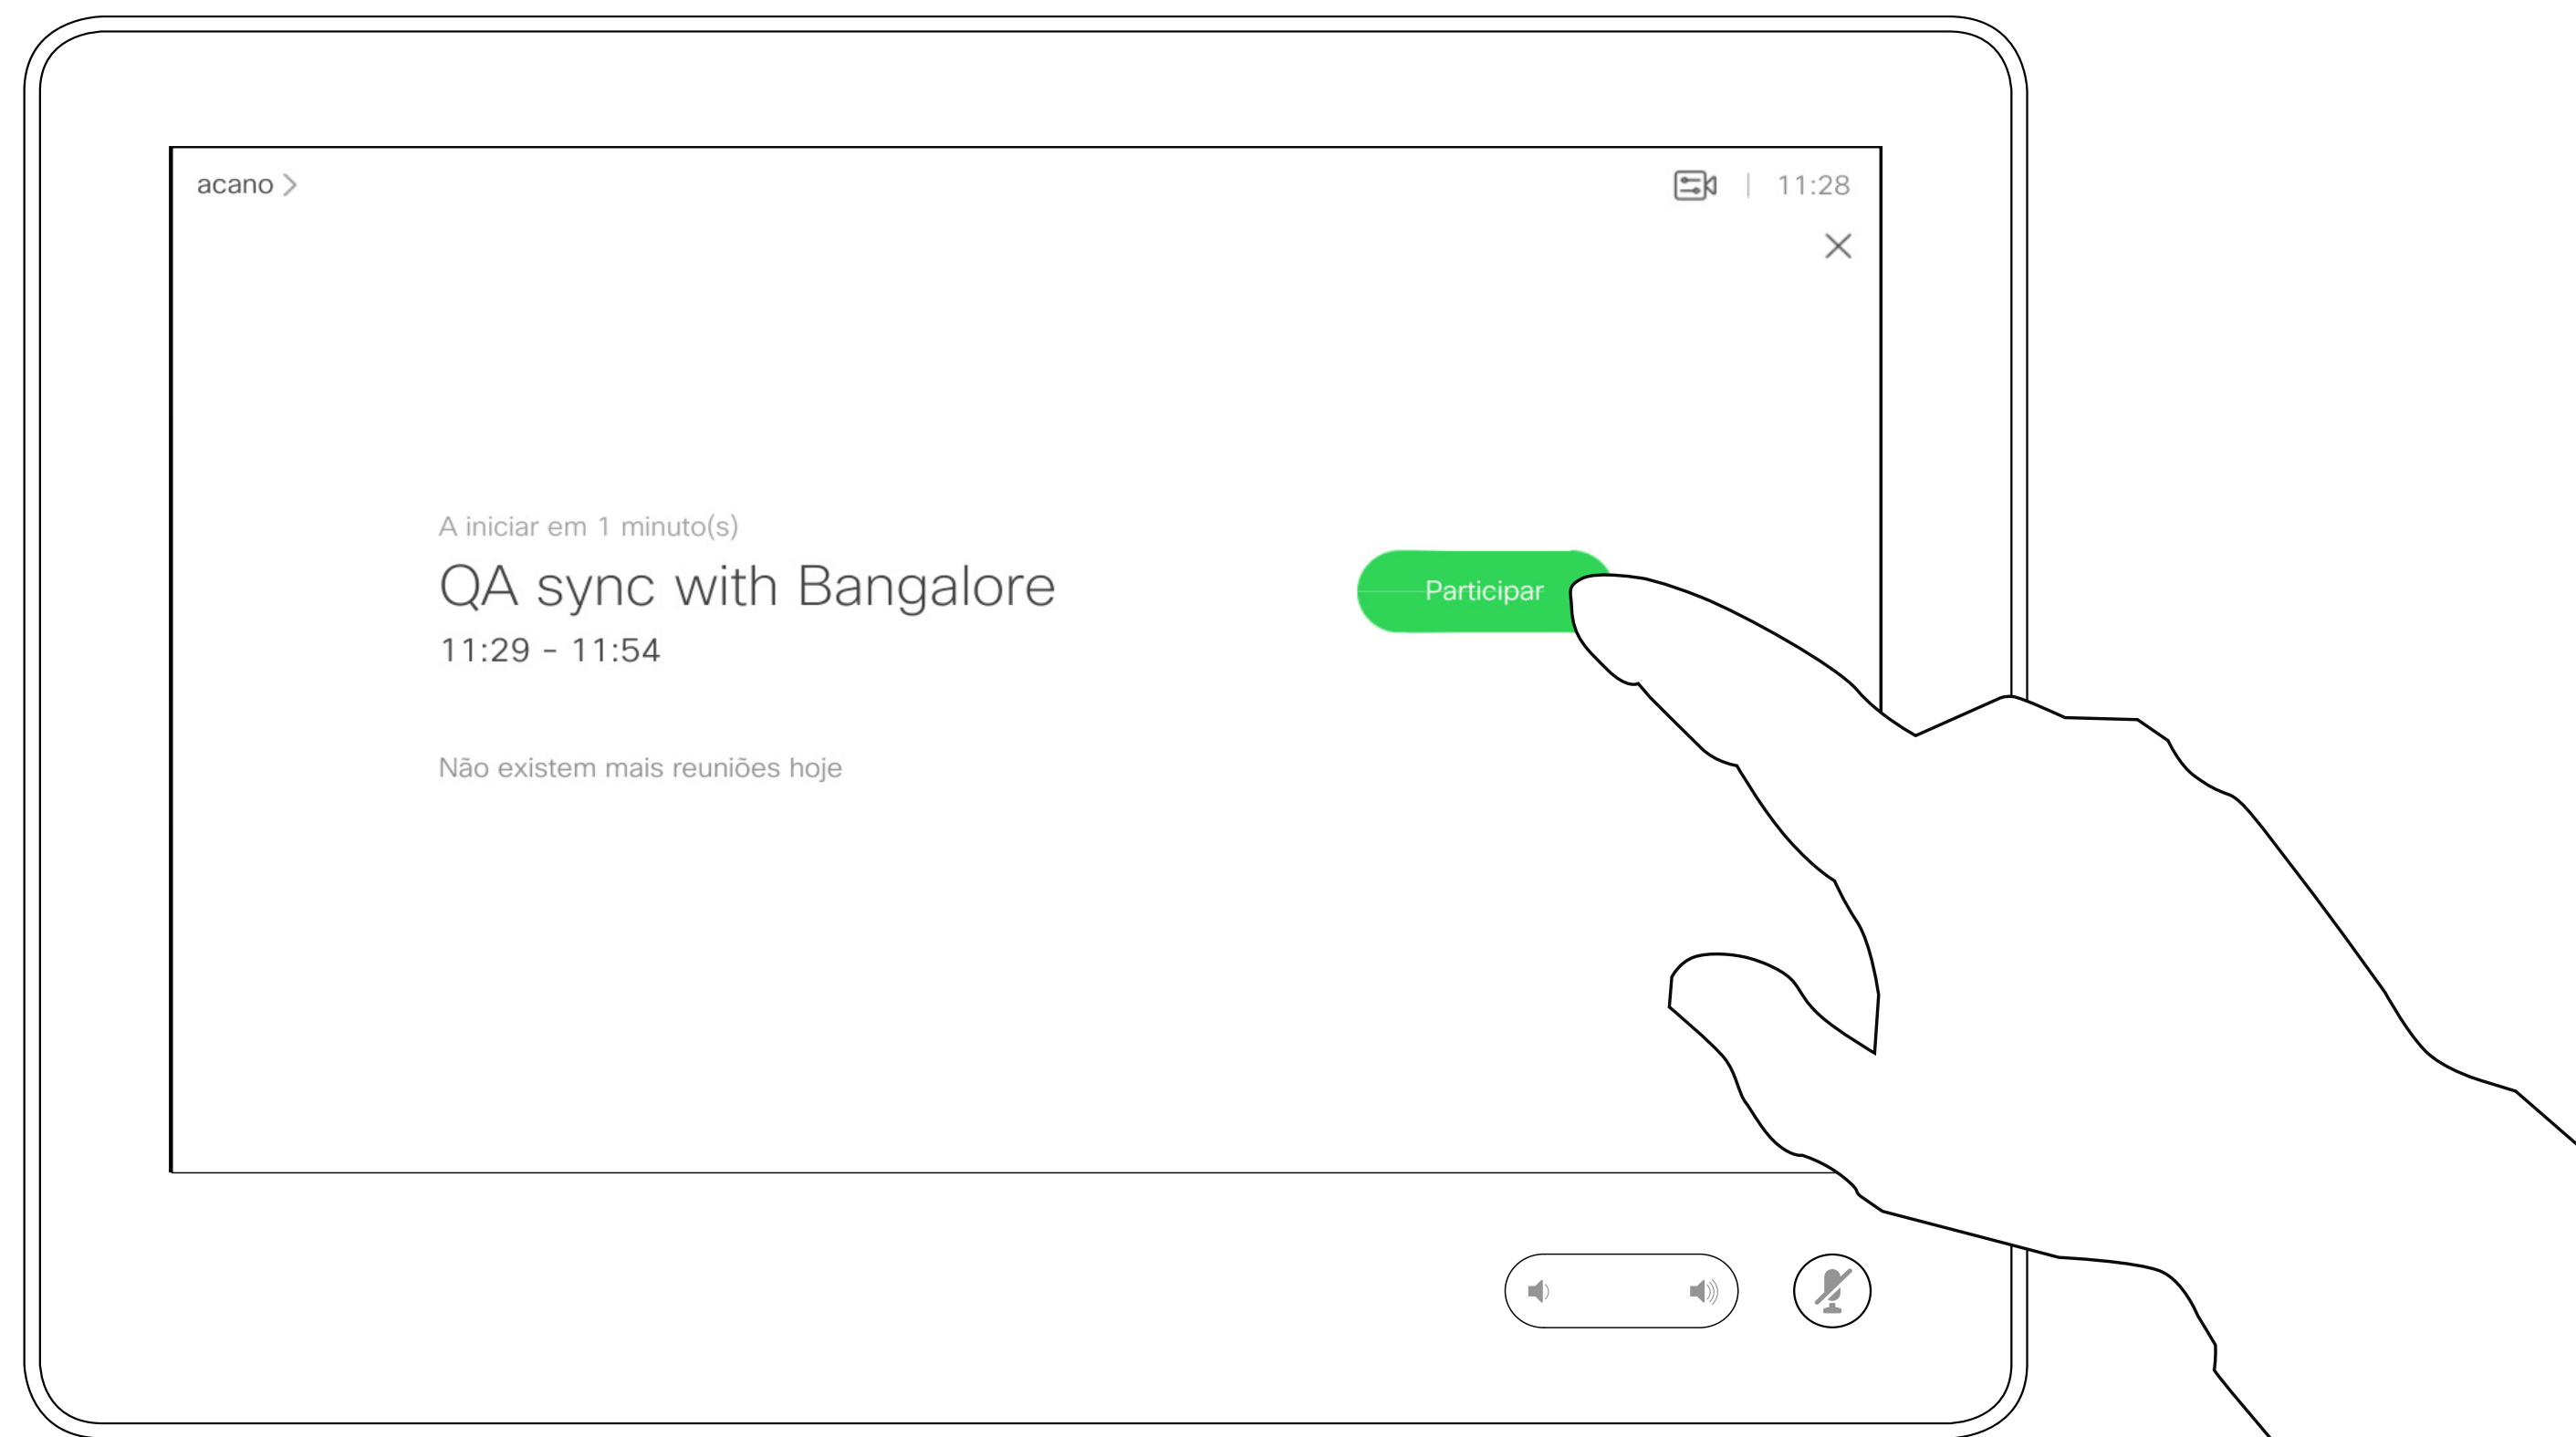 acano
11:28
A iniciar em 1 minuto(s)
QA sync with Bangalore
11:29 - 11:54
Participar
Não existem mais reuniões hoje